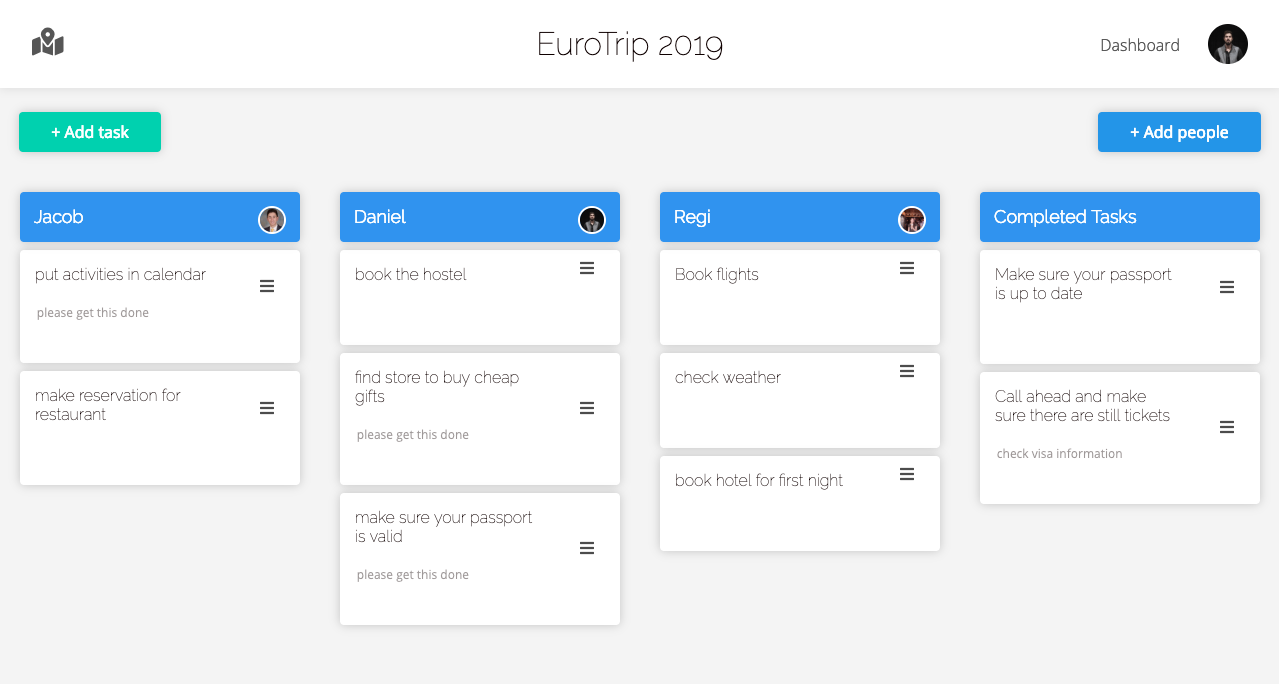 EuroTrip 2019
Dashboard
+ Add task
+ Add people
Jacob
put activities in calendar
please get this done
make reservation for
restaurant
Daniel
book the hostel
find store to buy cheap
gifts
please get this done
make sure your passport
is valid
please get this done
Regi
Book flights
check weather
book hotel for first night
Completed Tasks
Make sure your passport
is up to date
Call ahead and make
sure there are still tickets
check visa information